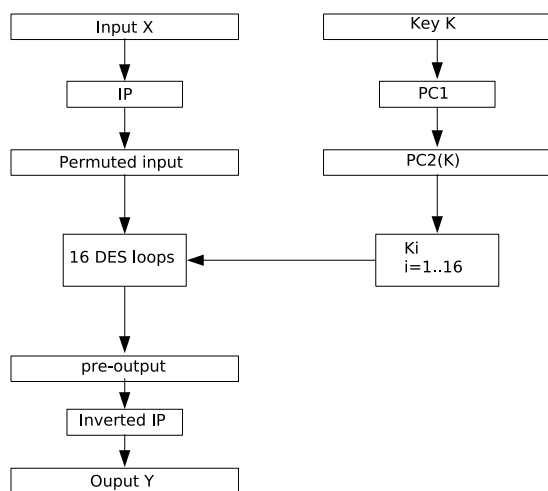 Input X
Key K
IP
PC1
Permuted input
PC2(K)
16 DES loops
Ki
i=1..16
pre-output
Inverted IP
Ouput Y